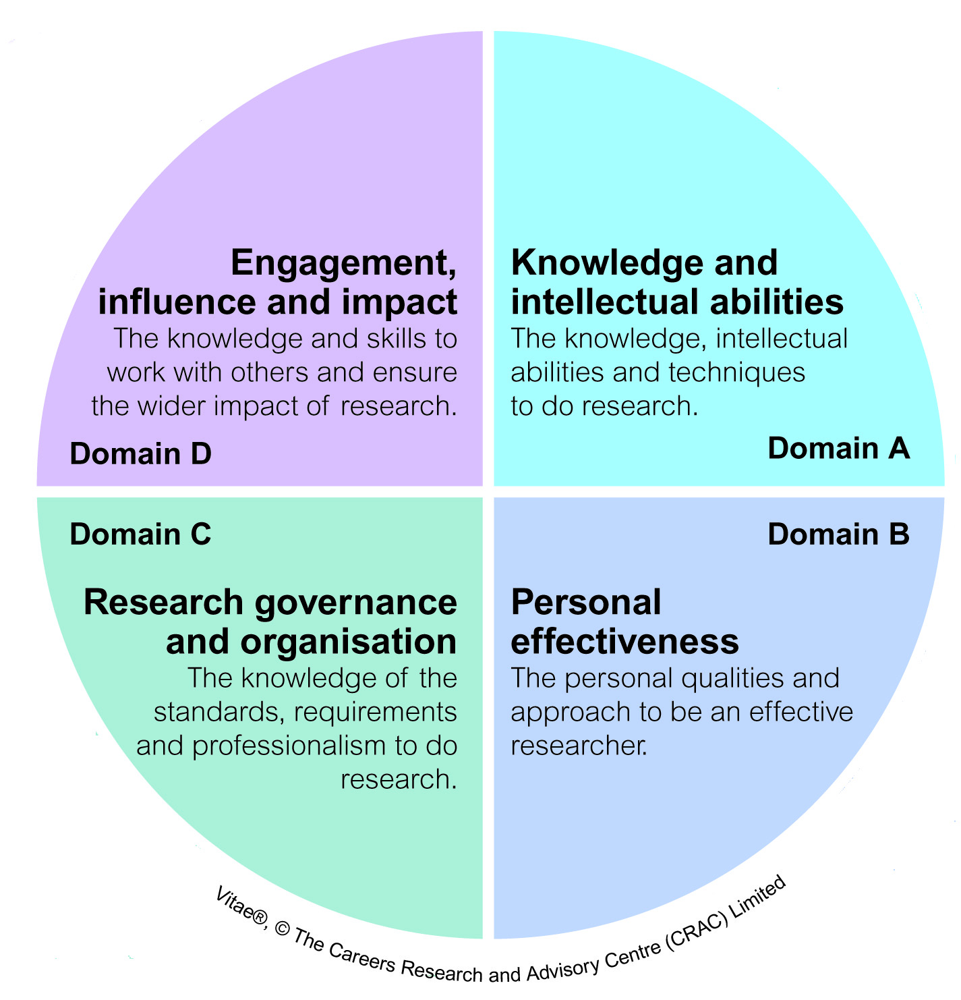 Engagement,
influence and impact
The knowledge and skills to
work with others and ensure
the wider impact of research.
Domain D
Knowledge and
intellectual abilities
The knowledge, intellectual
abilities and techniques
to do research.
Domain A
Domain C
Research governance
and organisation
The knowledge of the
standards, requirements
and professionalism to do
research.
Domain B
Personal
effectiveness
The personal qualities and
approach to be an effective
researcher.
Vitae®, © The Careers Research and Advisory Centre (CRAC) Limited